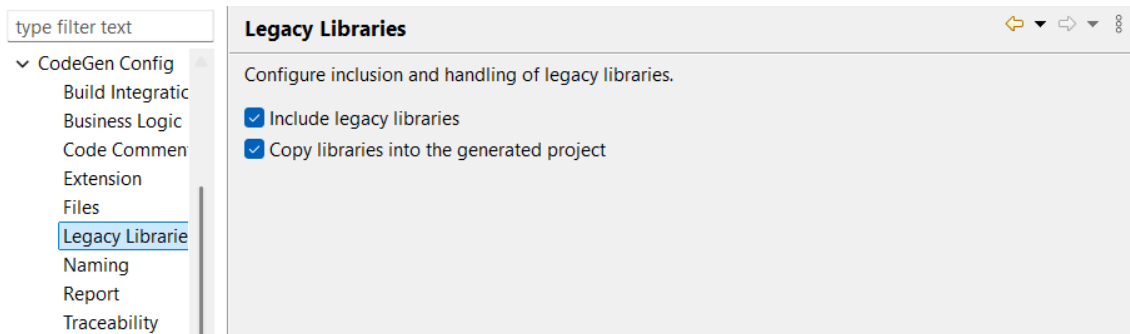 type filter text
CodeGen Config
Build Integratic
Business Logic
Code Commen
Extension
Files
Legacy Librarie
Naming
Report
Traceability
Legacy Libraries
Configure inclusion and handling of legacy libraries.
Include legacy libraries
Copy libraries into the generated project